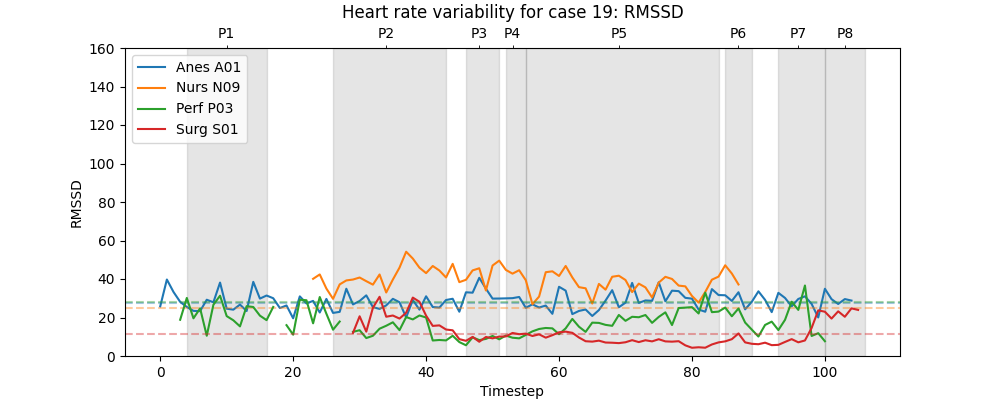 Heart rate variability for case 19: RMSSD
P1 P2 P3 P4 P5 P6 P7 P8
160
140
120
100
80
60
40
20
0
RMSSD
Anes A01
Nurs N09
Perf P03
Surg S01
0 20 40 60 80 100
Timestep